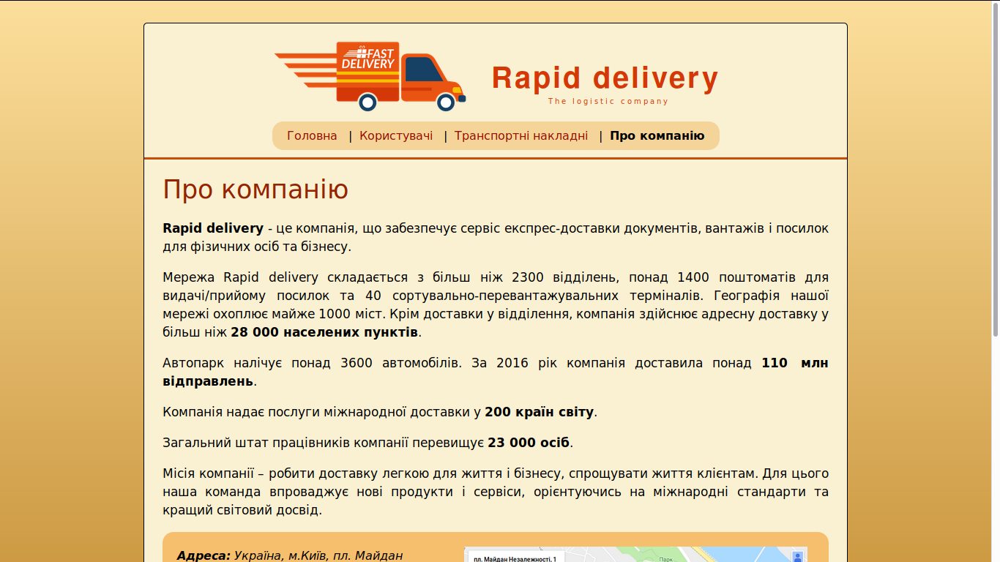 FAST
DELIVERY
Rapid delivery
The logistic company
Головна | Користувачі | Транспортні накладні | Про компанію
Про компанію
Rapid delivery - це компанія, що забезпечує сервіс експрес-доставки документів, вантажів і посилок
для фізичних осіб та бізнесу.
Мережа Rapid delivery складається з більш ніж 2300 відділень, понад 1400 поштоматів для
видачі/прийому посилок та 40 сортувально-перевантажувальних терміналів. Географія нашої
мережі охоплює майже 1000 міст. Крім доставки у відділення, компанія здійснює адресну доставку у
більш ніж 28 000 населених пунктів.
Автопарк налічує понад 3600 автомобілів. За 2016 рік компанія доставила понад 110 млн
відправлень.
Компанія надає послуги міжнародної доставки у 200 країн світу.
Загальний штат працівників компанії перевищує 23 000 осіб.
Місія компанії – робити доставку легкою для життя і бізнесу, спрощувати життя клієнтам. Для цього
наша команда впроваджує нові продукти і сервіси, орієнтуючись на міжнародні стандарти та
кращий світовий досвід.
Адреса: Україна, м.Київ, пл. Майдан
пл. Майдан Незалежності, 1
Парк